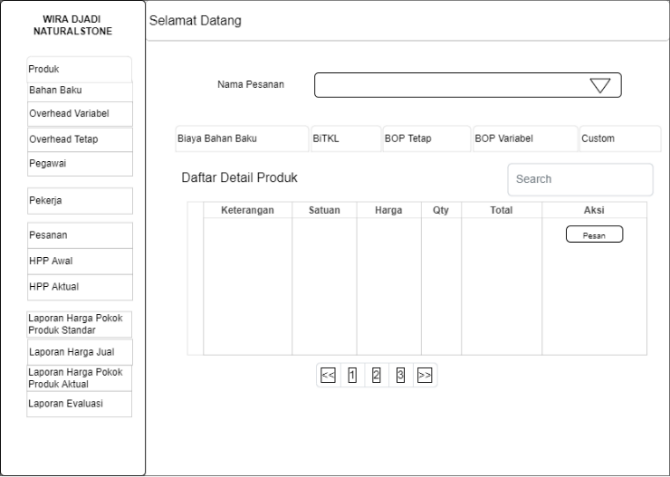 WIRA DJADI
NATURALSTONE
Selamat Datang
Produk
Bahan Baku
Overhead Variabel
Overhead Tetap
Pegawai
Pekerja
Pesanan
HPP Awal
HPP Aktual
Laporan Harga Pokok
Produk Standar
Laporan Harga Jual
Laporan Harga Pokok
Produk Aktual
Laporan Evaluasi
Nama Pesanan
Biaya Bahan Baku BiTKL BOP Tetap BOP Variabel Custom
Daftar Detail Produk Search
Keterangan Satuan Harga Qty Total Aksi
Pesan
<< 1 2 3 >>